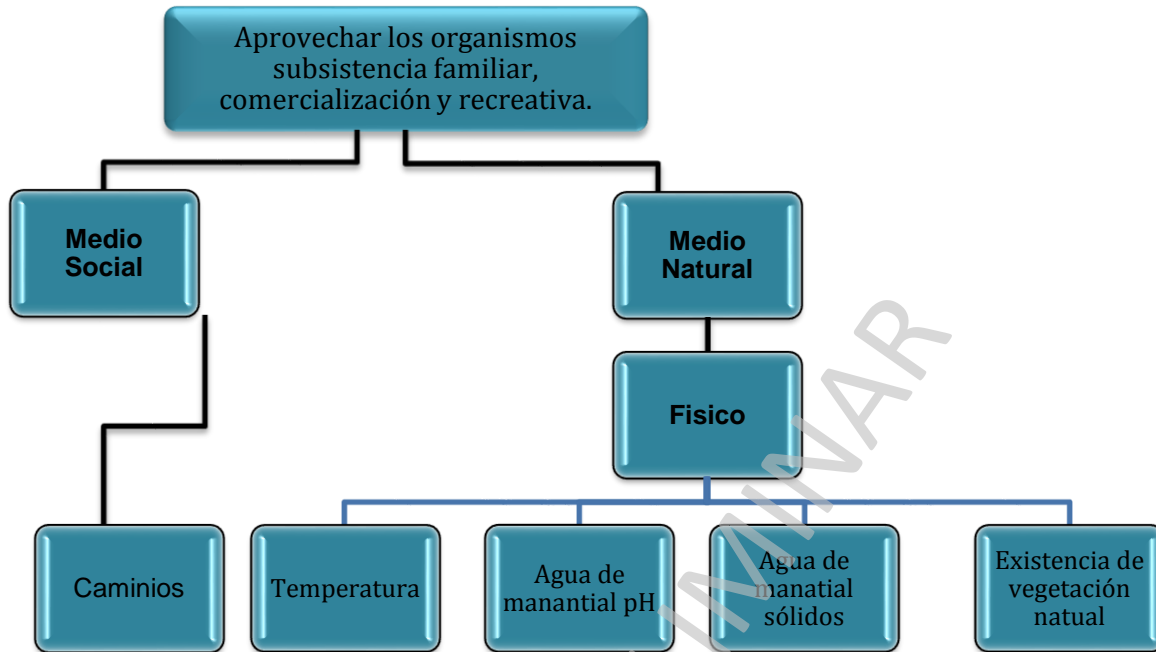 Aprovechar los organismos
subsistencia familiar,
comercialización y recreativa.
Medio
Social
Medio
Natural
Fisico
Caminios
Temperatura
Agua de
manantial pH
Agua de
manatial
sólidos
Existencia de
vegetación
natual
MINAR